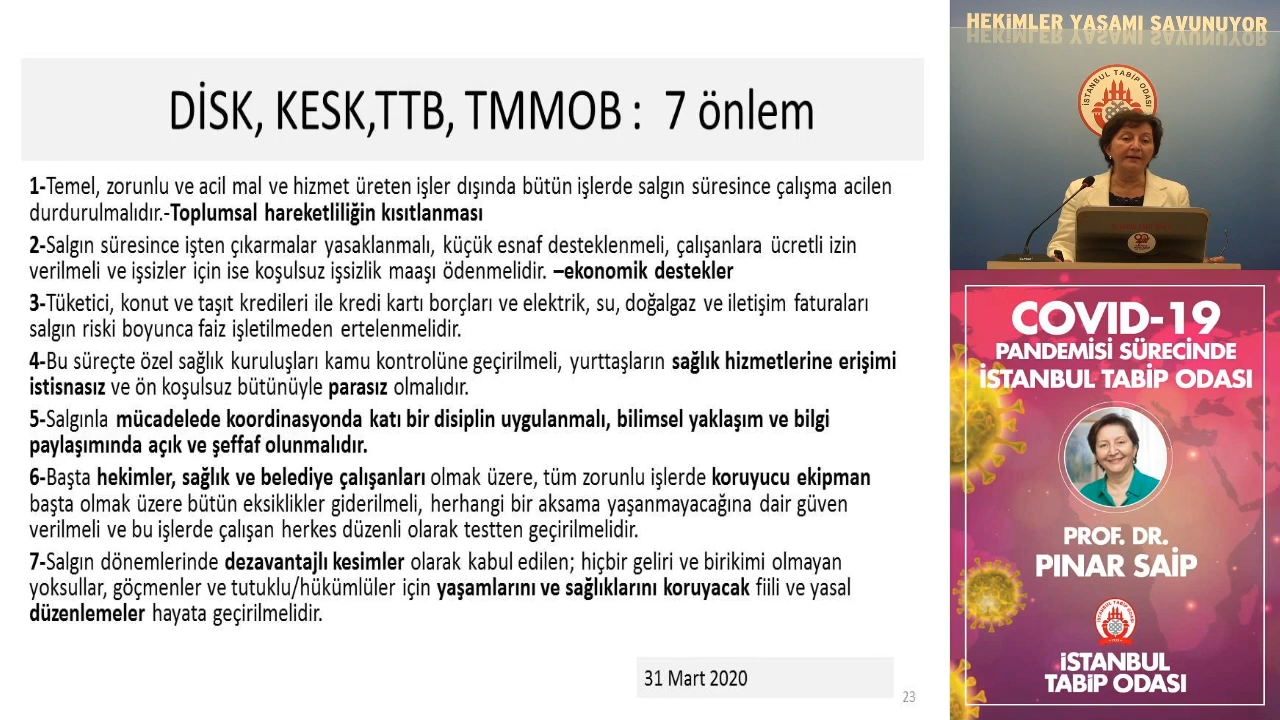 DİSK, KESK,TTB, TMMOB :  7 önlem
1-Temel, zorunlu ve acil mal ve hizmet üreten işler dışında bütün işlerde salgın süresince çalışma acilen
durdurulmalıdır.-Toplumsal hareketliliğin kısıtlanması
2-Salgın süresince işten çıkarmalar yasaklanmalı, küçük esnaf desteklenmeli, çalışanlara ücretli izin
verilmeli ve işsizler için ise koşulsuz işsizlik maaşı ödenmelidir. –ekonomik destekler
3-Tüketici, konut ve taşıt kredileri ile kredi kartı borçları ve elektrik, su, doğalgaz ve iletişim faturaları
salgın riski boyunca faiz işletilmeden ertelenmelidir.
4-Bu süreçte özel sağlık kuruluşları kamu kontrolüne geçirilmeli, yurttaşların sağlık hizmetlerine erişimi
istisnasız ve ön koşulsuz bütünüyle parasız olmalıdır.
5-Salgınla mücadelede koordinasyonda katı bir disiplin uygulanmalı, bilimsel yaklaşım ve bilgi
paylaşımında açık ve şeffaf olunmalıdır.
6-Başta hekimler, sağlık ve belediye çalışanları olmak üzere, tüm zorunlu işlerde koruyucu ekipman
başta olmak üzere bütün eksiklikler giderilmeli, herhangi bir aksama yaşanmayacağına dair güven
verilmeli ve bu işlerde çalışan herkes düzenli olarak testten geçirilmelidir.
7-Salgın dönemlerinde dezavantajlı kesimler olarak kabul edilen; hiçbir geliri ve birikimi olmayan
yoksullar, göçmenler ve tutuklu/hükümlüler için yaşamlarını ve sağlıklarını koruyacak fiili ve yasal
düzenlemeler hayata geçirilmelidir.
31 Mart 2020
23
HEKİMLER YAŞAMI SAVUNUYOR
İSTANBUL TABİP ODASI
COVID-19
PANDEMİSİ SÜRECİNDE
İSTANBUL TABİP ODASI
PROF. DR.
PINAR SAİP
İSTANBUL TABİP ODASI
İSTANBUL
TABİP ODASI